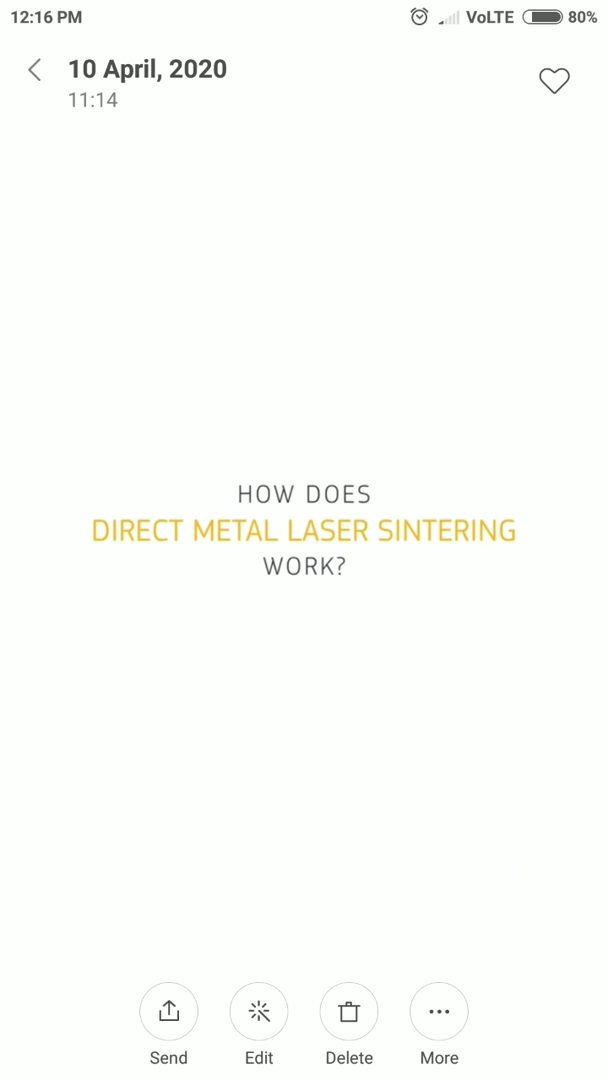 12:16 PM VoLTE 80%
10 April, 2020
11:14
HOW DOES
DIRECT METAL LASER SINTERING
WORK?
Send Edit Delete More